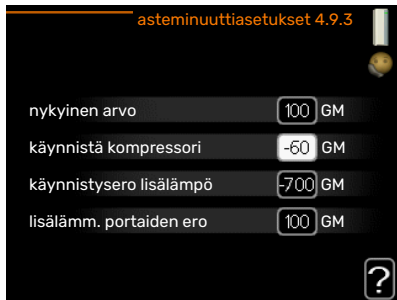 asteminuuttiasetukset 4.9.3
nykyinen arvo 100 GM
käynnistä kompressori -60 GM
käynnistysero lisälämpö -700 GM
lisälämm. portaiden ero 100 GM
?